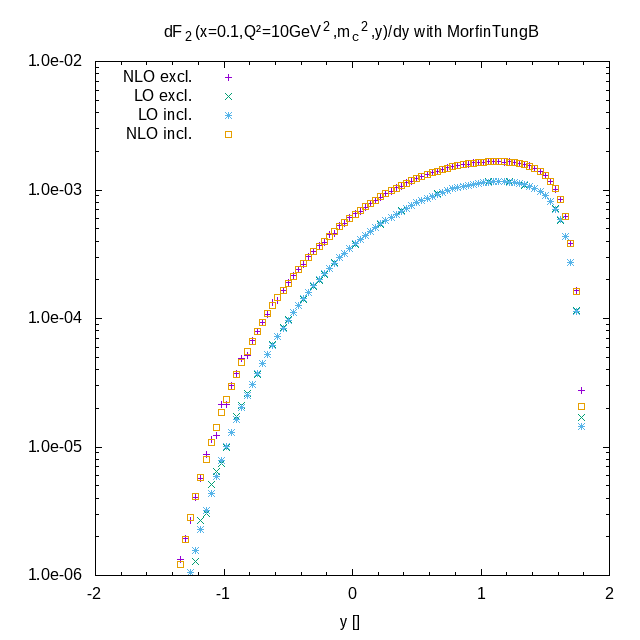 dF₂(x=0.1,Q²=10GeV²,m_c²,y)/dy with MorfinTungB
1.0e-02
NLO excl.
LO excl.
LO incl.
NLO incl.
1.0e-03
1.0e-04
1.0e-05
1.0e-06
-2 -1 0 1 2
y []